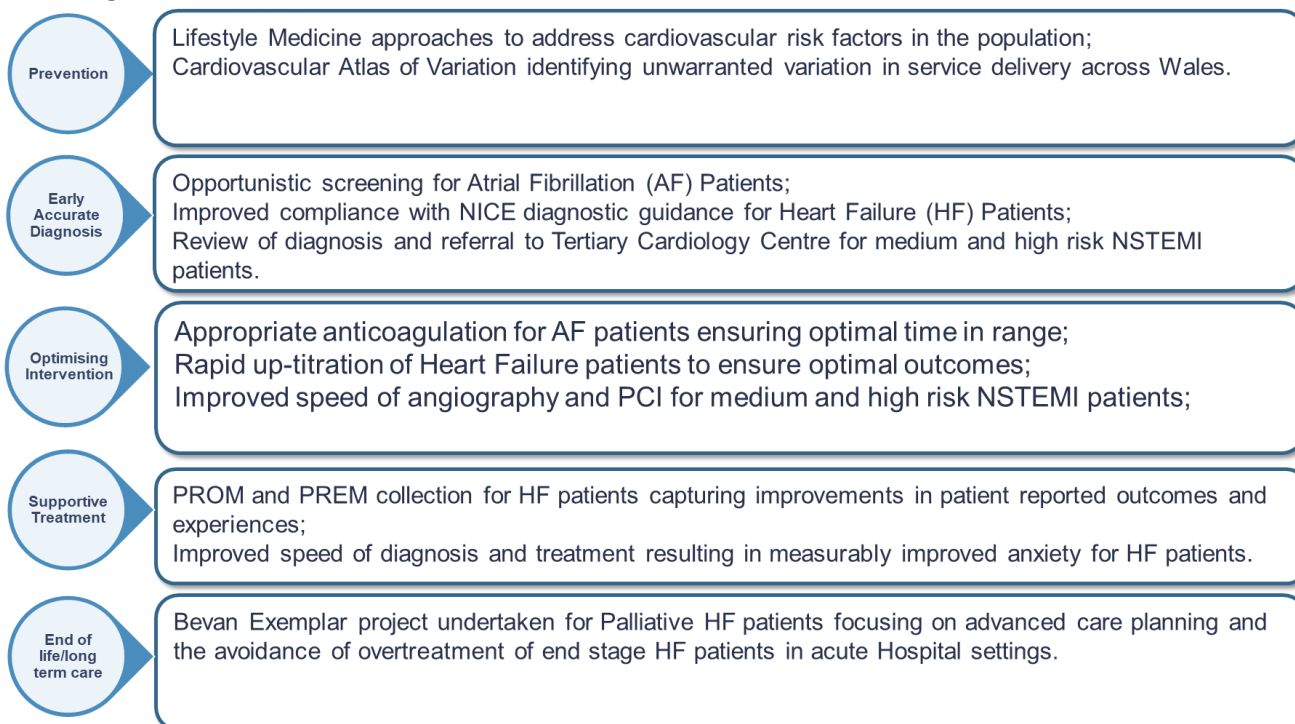 Prevention
Lifestyle Medicine approaches to address cardiovascular risk factors in the population;
Cardiovascular Atlas of Variation identifying unwarranted variation in service delivery across Wales.
Early
Accurate
Diagnosis
Opportunistic screening for Atrial Fibrillation (AF) Patients;
Improved compliance with NICE diagnostic guidance for Heart Failure (HF) Patients;
Review of diagnosis and referral to Tertiary Cardiology Centre for medium and high risk NSTEMI
patients.
Optimising
Intervention
Appropriate anticoagulation for AF patients ensuring optimal time in range;
Rapid up-titration of Heart Failure patients to ensure optimal outcomes;
Improved speed of angiography and PCI for medium and high risk NSTEMI patients;
Supportive
Treatment
PROM and PREM collection for HF patients capturing improvements in patient reported outcomes and
experiences;
Improved speed of diagnosis and treatment resulting in measurably improved anxiety for HF patients.
End of
life/long
term care
Bevan Exemplar project undertaken for Palliative HF patients focusing on advanced care planning and
the avoidance of overtreatment of end stage HF patients in acute Hospital settings.